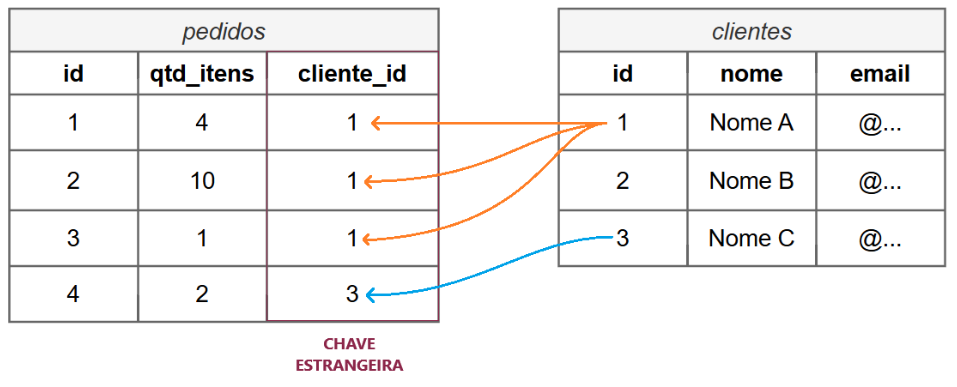 pedidos
id qtd_itens cliente_id
1 4 1
2 10 1
3 1 1
4 2 3
CHAVE
ESTRANGEIRA
clientes
id nome email
1 Nome A @...
2 Nome B @...
3 Nome C @...